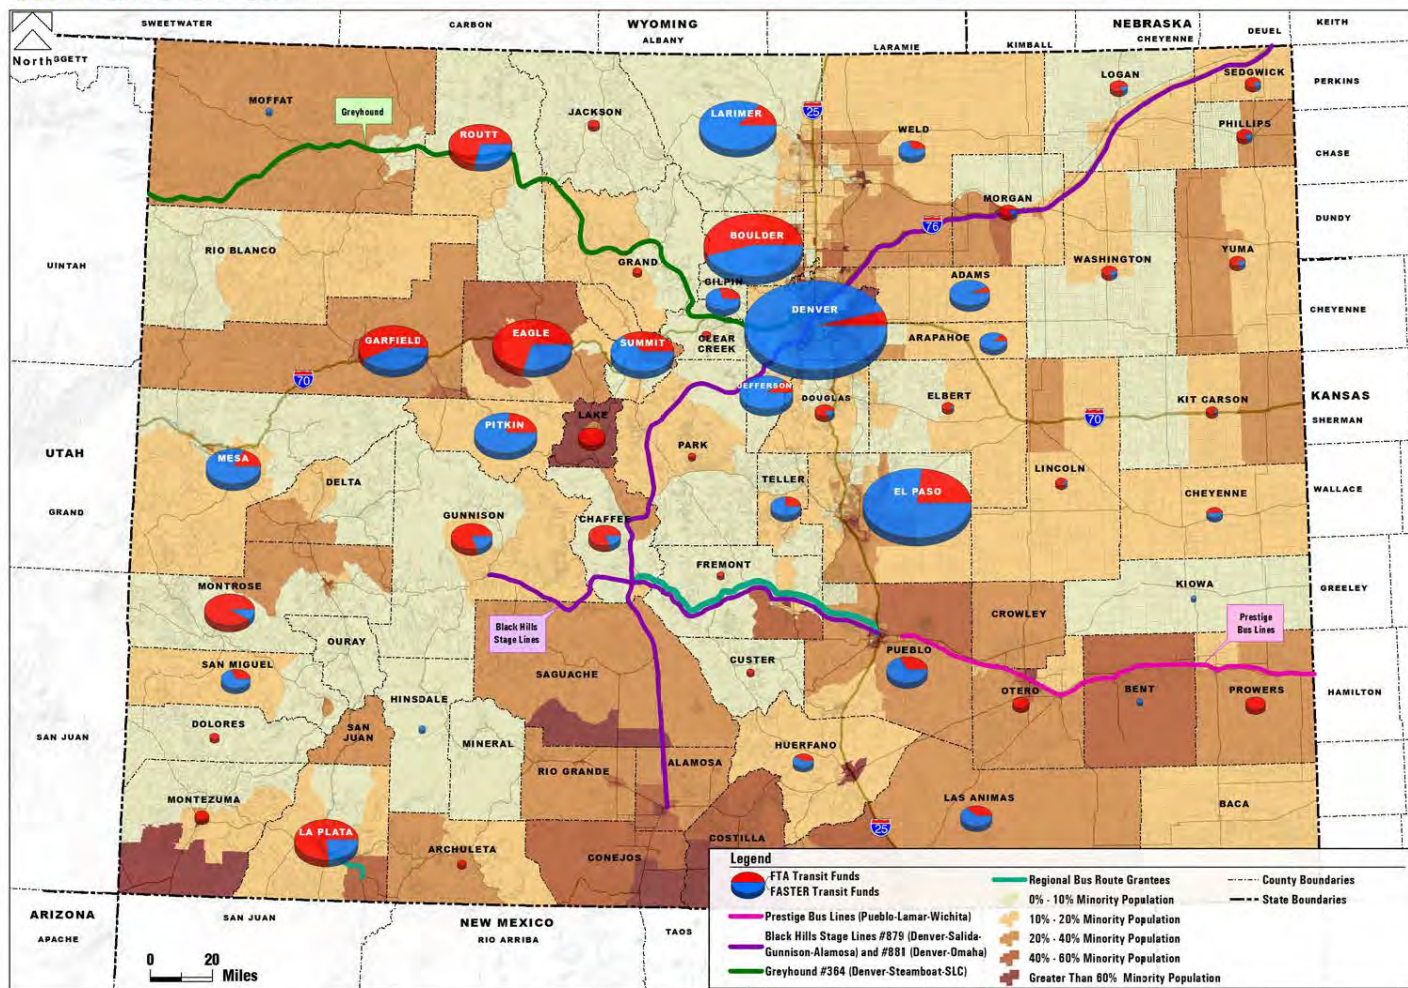 SWEETWATER
CARBON
WYOMING
ALBANY
LARAMIE
KIMBALL
NEBRASKA
CHEYENNE
DEUEL
KEITH
North
GGETT
MOFFAT
Greyhound
ROUTT
JACKSON
LARIMER
25
WELD
LOGAN
SEDGWICK
PERKINS
PHILLIPS
CHASE
MORGAN
76
DUNDY
UINTAH
RIO BLANCO
GRAND
BOULDER
GILPIN
ADAMS
WASHINGTON
YUMA
CHEYENNE
GARFIELD
EAGLE
SUMMIT
CLEAR
CREEK
DENVER
ARAPAHOE
70
JEFFERSON
DOUGLAS
ELBERT
70
KIT CARSON
KANSAS
SHERMAN
UTAH
GRAND
MESA
PITKIN
LAKE
PARK
DELTA
TELLER
EL PASO
LINCOLN
CHEYENNE
WALLACE
GUNNISON
CHAFFEE
FREMONT
KIOWA
GREELEY
MONTROSE
OURAY
Black Hills
Stage Lines
CROWLEY
Prestige
Bus Lines
SAN MIGUEL
HINSDALE
SAGUACHE
CUSTER
PUEBLO
OTERO
BENT
PROWERS
HAMILTON
SAN JUAN
DOLORES
SAN
JUAN
MINERAL
RIO GRANDE
ALAMOSA
HUERFANO
MONTEZUMA
LA PLATA
ARCHULETA
CONEJOS
COSTILLA
LAS ANIMAS
BACA
25
ARIZONA
APACHE
SAN JUAN
NEW MEXICO
RIO ARRIBA
TAOS
0 20
Miles
Legend
FTA Transit Funds
FASTER Transit Funds
Prestige Bus Lines (Pueblo-Lamar-Wichita)
Black Hills Stage Lines #879 (Denver-Salida-
Gunnison-Alamosa) and #881 (Denver-Omaha)
Greyhound #364 (Denver-Steamboat-SLC)
Regional Bus Route Grantees
0% - 10% Minority Population
10% - 20% Minority Population
20% - 40% Minority Population
40% - 60% Minority Population
Greater Than 60% Minority Population
County Boundaries
State Boundaries